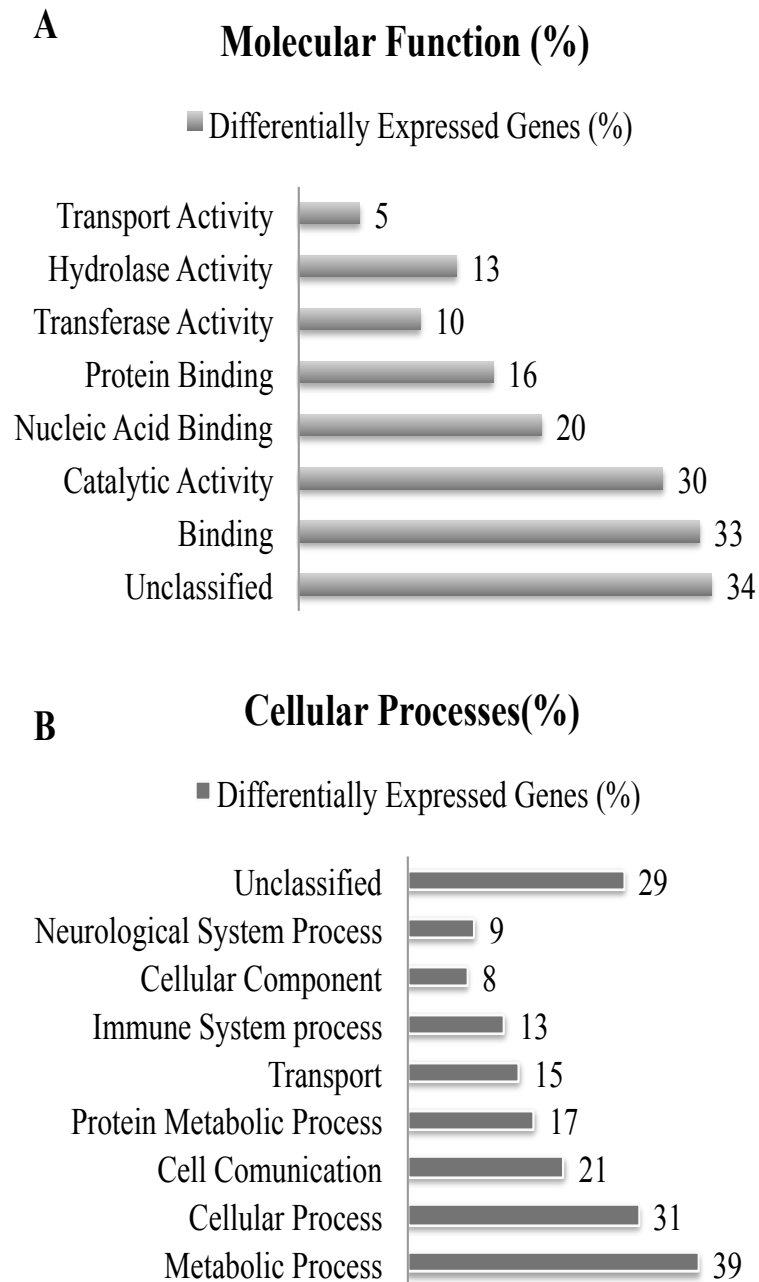 A
Molecular Function (%)
Differentially Expressed Genes (%)
Transport Activity 5
Hydrolase Activity 13
Transferase Activity 10
Protein Binding 16
Nucleic Acid Binding 20
Catalytic Activity 30
Binding 33
Unclassified 34
B
Cellular Processes(%)
Differentially Expressed Genes (%)
Unclassified 29
Neurological System Process 9
Cellular Component 8
Immune System process 13
Transport 15
Protein Metabolic Process 17
Cell Comunication 21
Cellular Process 31
Metabolic Process 39